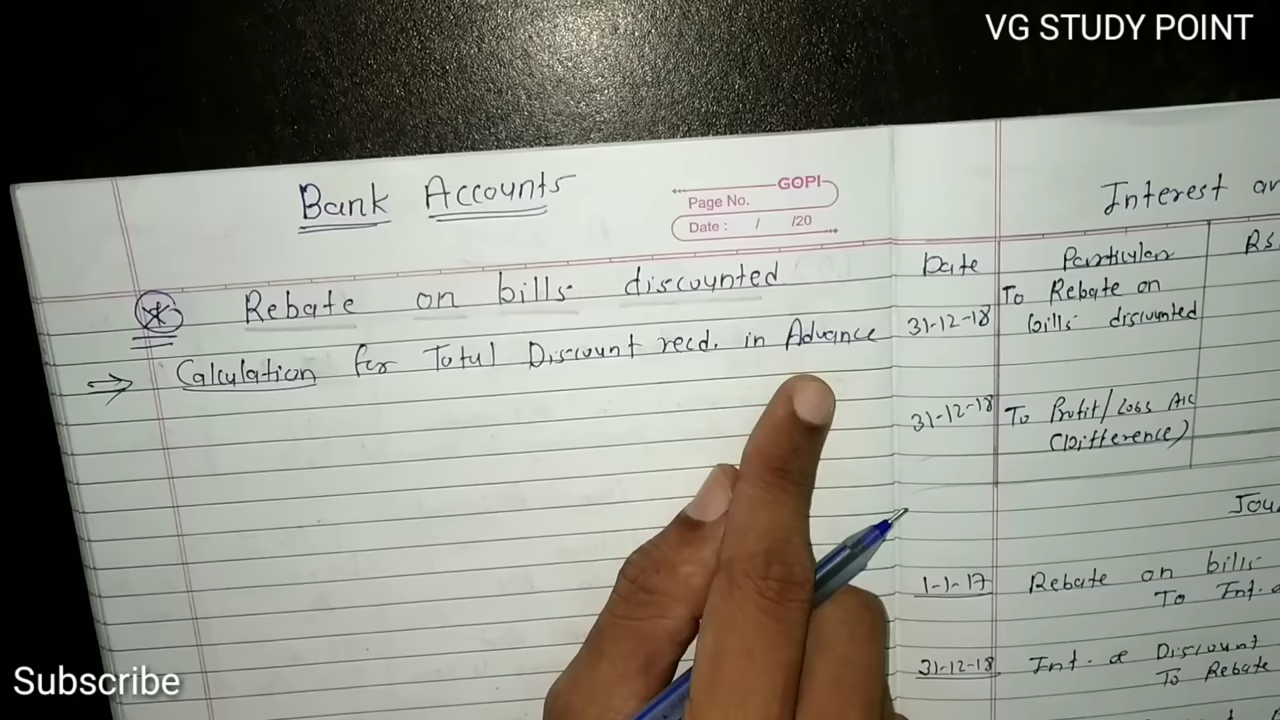 VG STUDY POINT
Bank Accounts
GOPI
Page No.
Date : / /20
* Rebate on bills discounted
⇒ Calculation for Total Discount recd. in Advance
Interest
Date Particular Rs.
31-12-18 To Rebate on
bills discounted
31-12-18 To Profit/Loss A/c
(Difference)
1-1-17 Rebate on bills
To Int.
31-12-18 Int. & Discount
To Rebate
Subscribe